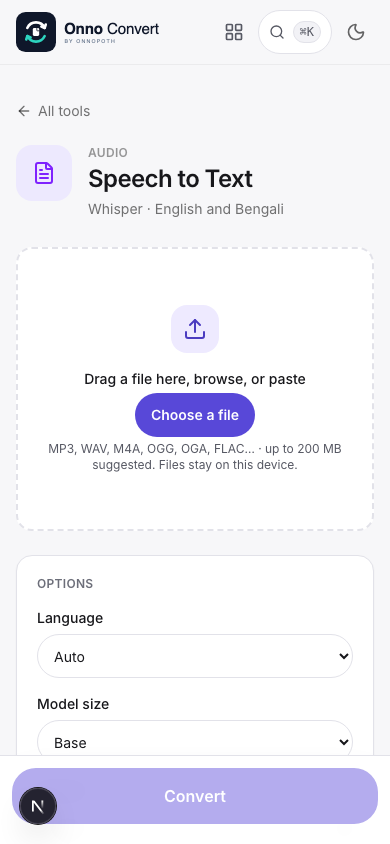 Onno Convert
BY ONNOPOTH
⌘K
← All tools
AUDIO
Speech to Text
Whisper · English and Bengali
Drag a file here, browse, or paste
Choose a file
MP3, WAV, M4A, OGG, OGA, FLAC… · up to 200 MB
suggested. Files stay on this device.
OPTIONS
Language
Auto
Model size
Base
Convert
N